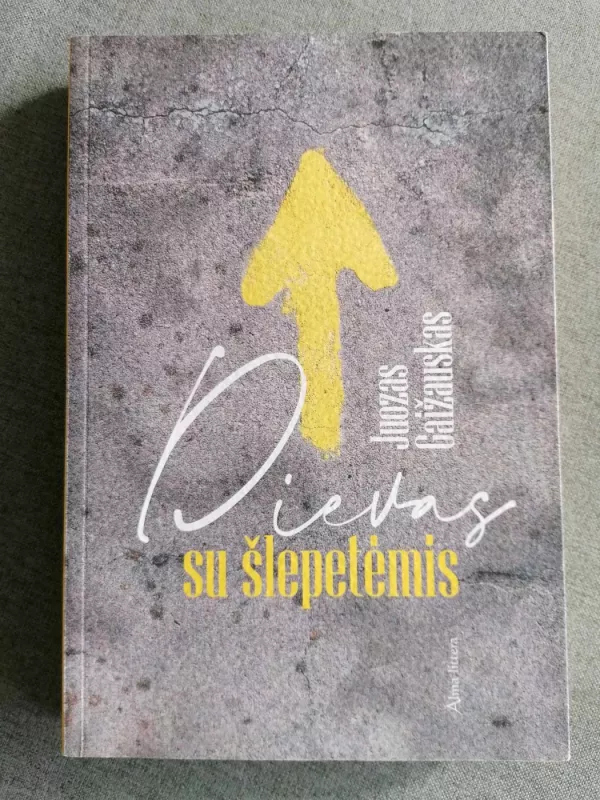 Juozas
Gaižauskas
Dievas
su šlepetėmis
Alma littera